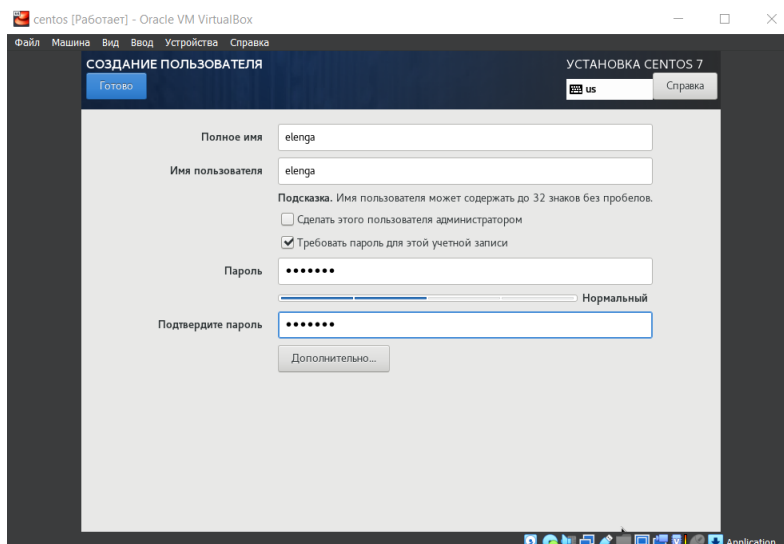 centos [Работает] - Oracle VM VirtualBox
Файл Машина Вид Ввод Устройства Справка
СОЗДАНИЕ ПОЛЬЗОВАТЕЛЯ
УСТАНОВКА CENTOS 7
Готово
us
Справка
Полное имя
elenga
Имя пользователя
elenga
Подсказка. Имя пользователя может содержать до 32 знаков без пробелов.
Сделать этого пользователя администратором
Требовать пароль для этой учетной записи
Пароль
•••••••
Нормальный
Подтвердите пароль
•••••••
Дополнительно...
Application